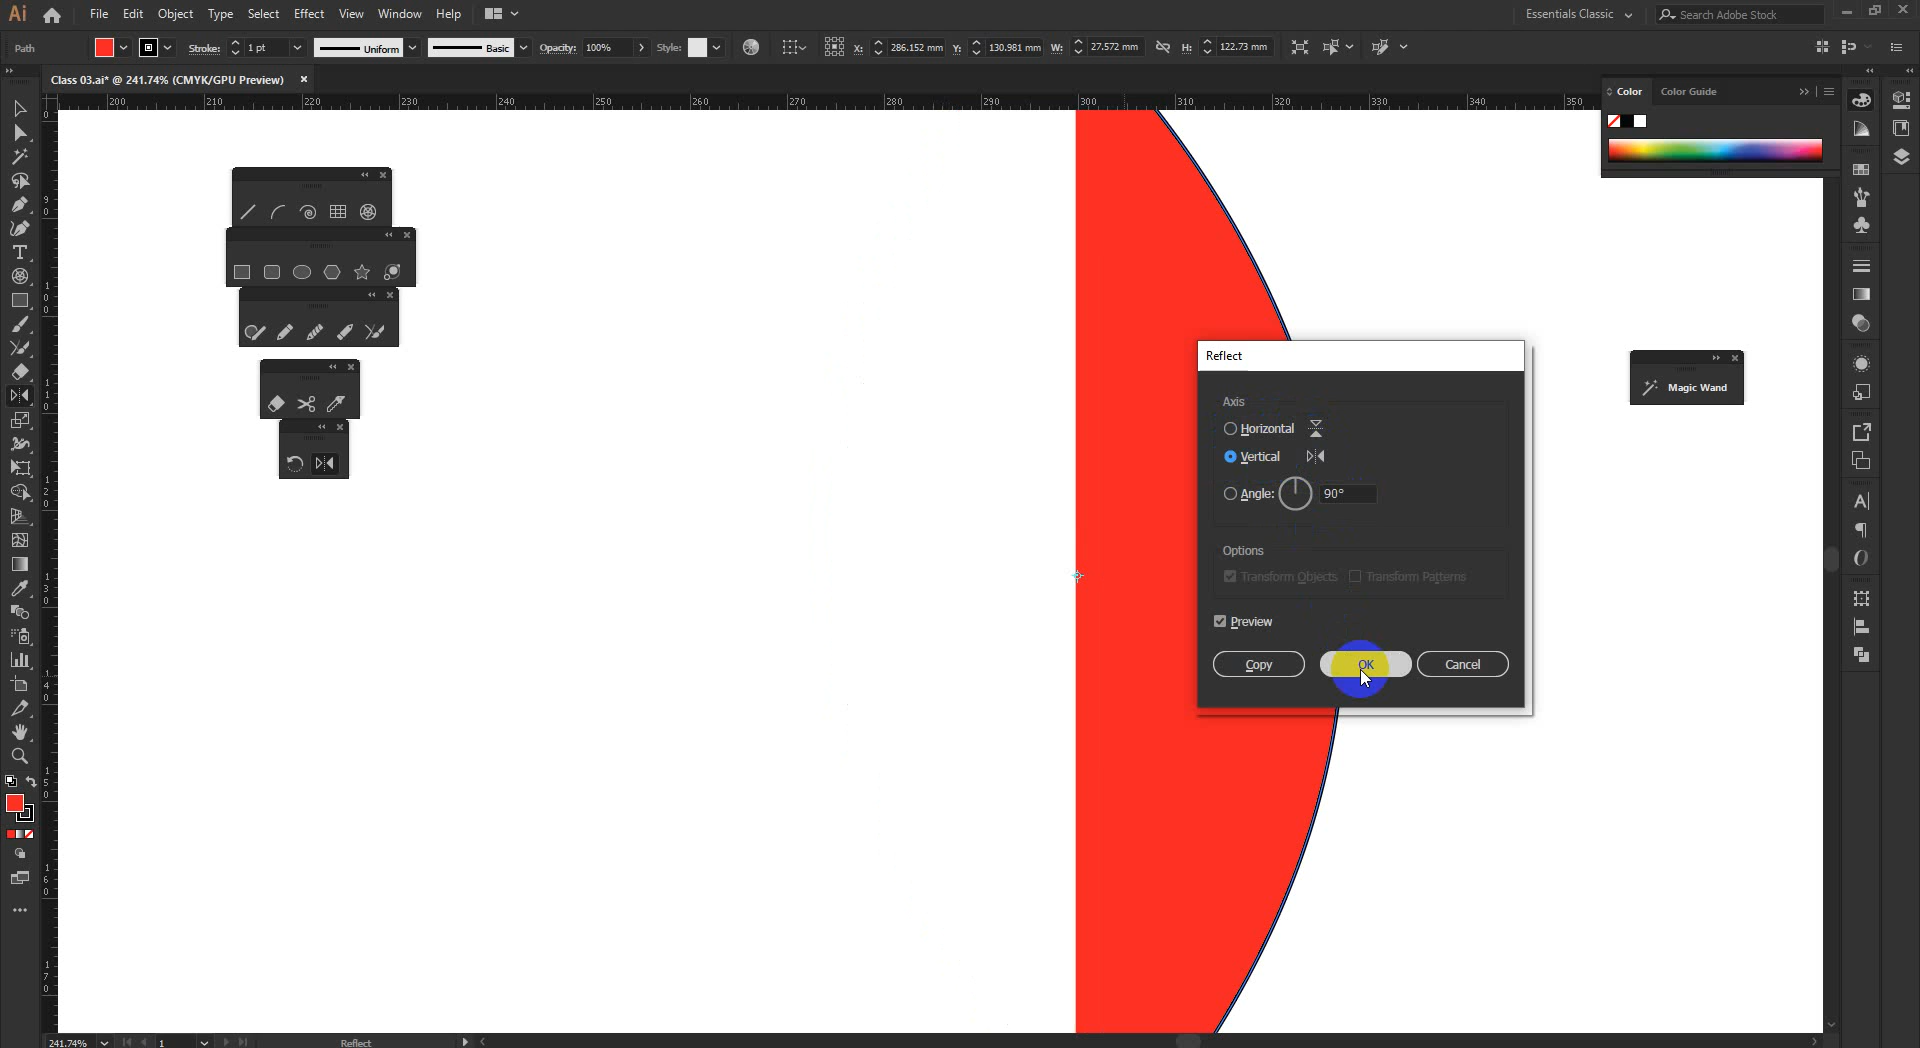 Ai File Edit Object Type Select Effect View Window Help Essentials Classic Search Adobe Stock
Path Stroke: 1 pt Uniform Basic Opacity: 100% Style: X: 286.152 mm Y: 130.981 mm W: 27.572 mm H: 122.73 mm
Class 03.ai* @ 241.74% (CMYK/GPU Preview) ×
200 210 220 230 240 250 260 270 280 290 300 310 320 330 340 350
Color Color Guide
Reflect
Axis
Horizontal
Vertical
Angle: 90°
Options
Transform Objects Transform Patterns
Preview
Copy OK Cancel
Magic Wand
241.74% 1 Reflect